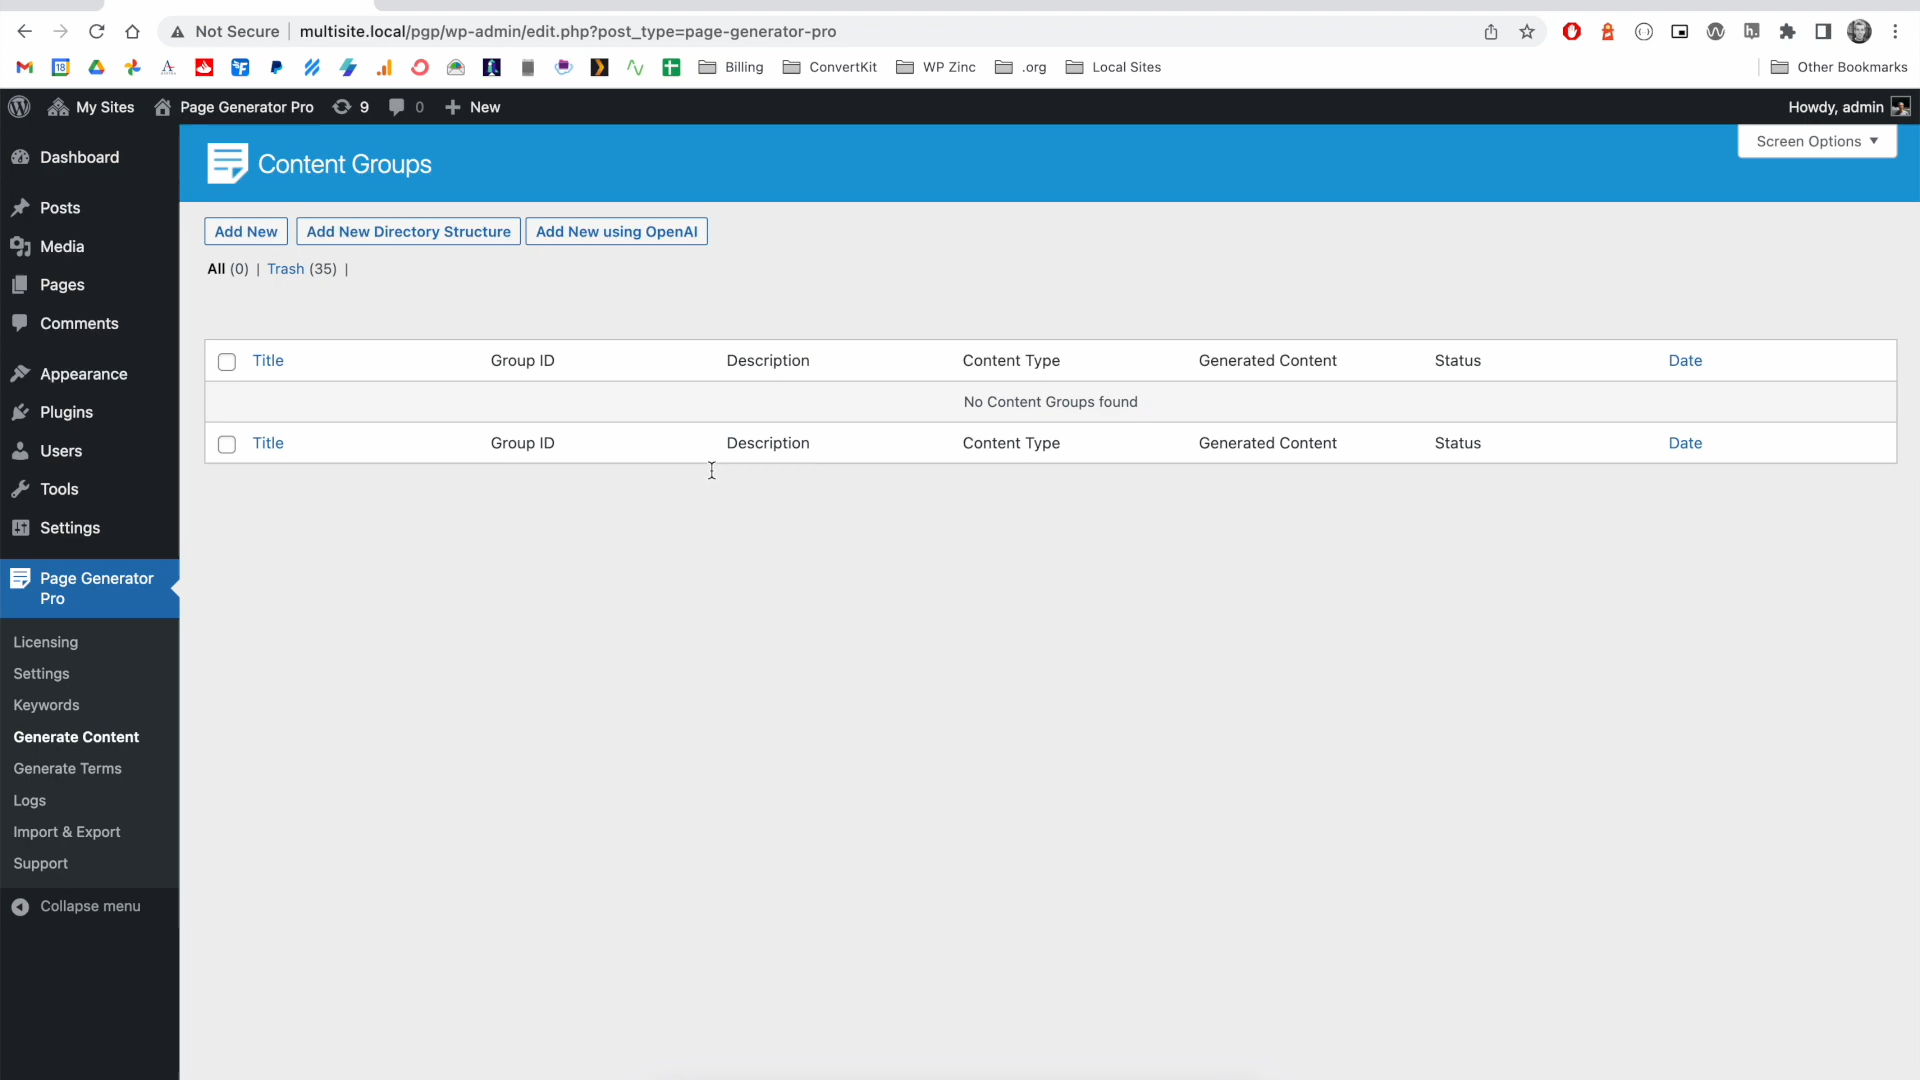 Not Secure multisite.local/pgp/wp-admin/edit.php?post_type=page-generator-pro
18 Billing ConvertKit WP Zinc .org Local Sites Other Bookmarks
My Sites Page Generator Pro 9 0 New Howdy, admin
Screen Options
Content Groups
Dashboard
Posts
Media
Pages
Comments
Appearance
Plugins
Users
Tools
Settings
Page Generator
Pro
Licensing
Settings
Keywords
Generate Content
Generate Terms
Logs
Import & Export
Support
Collapse menu
Add New Add New Directory Structure Add New using OpenAI
All (0) | Trash (35) |
Title Group ID Description Content Type Generated Content Status Date
No Content Groups found
Title Group ID Description Content Type Generated Content Status Date